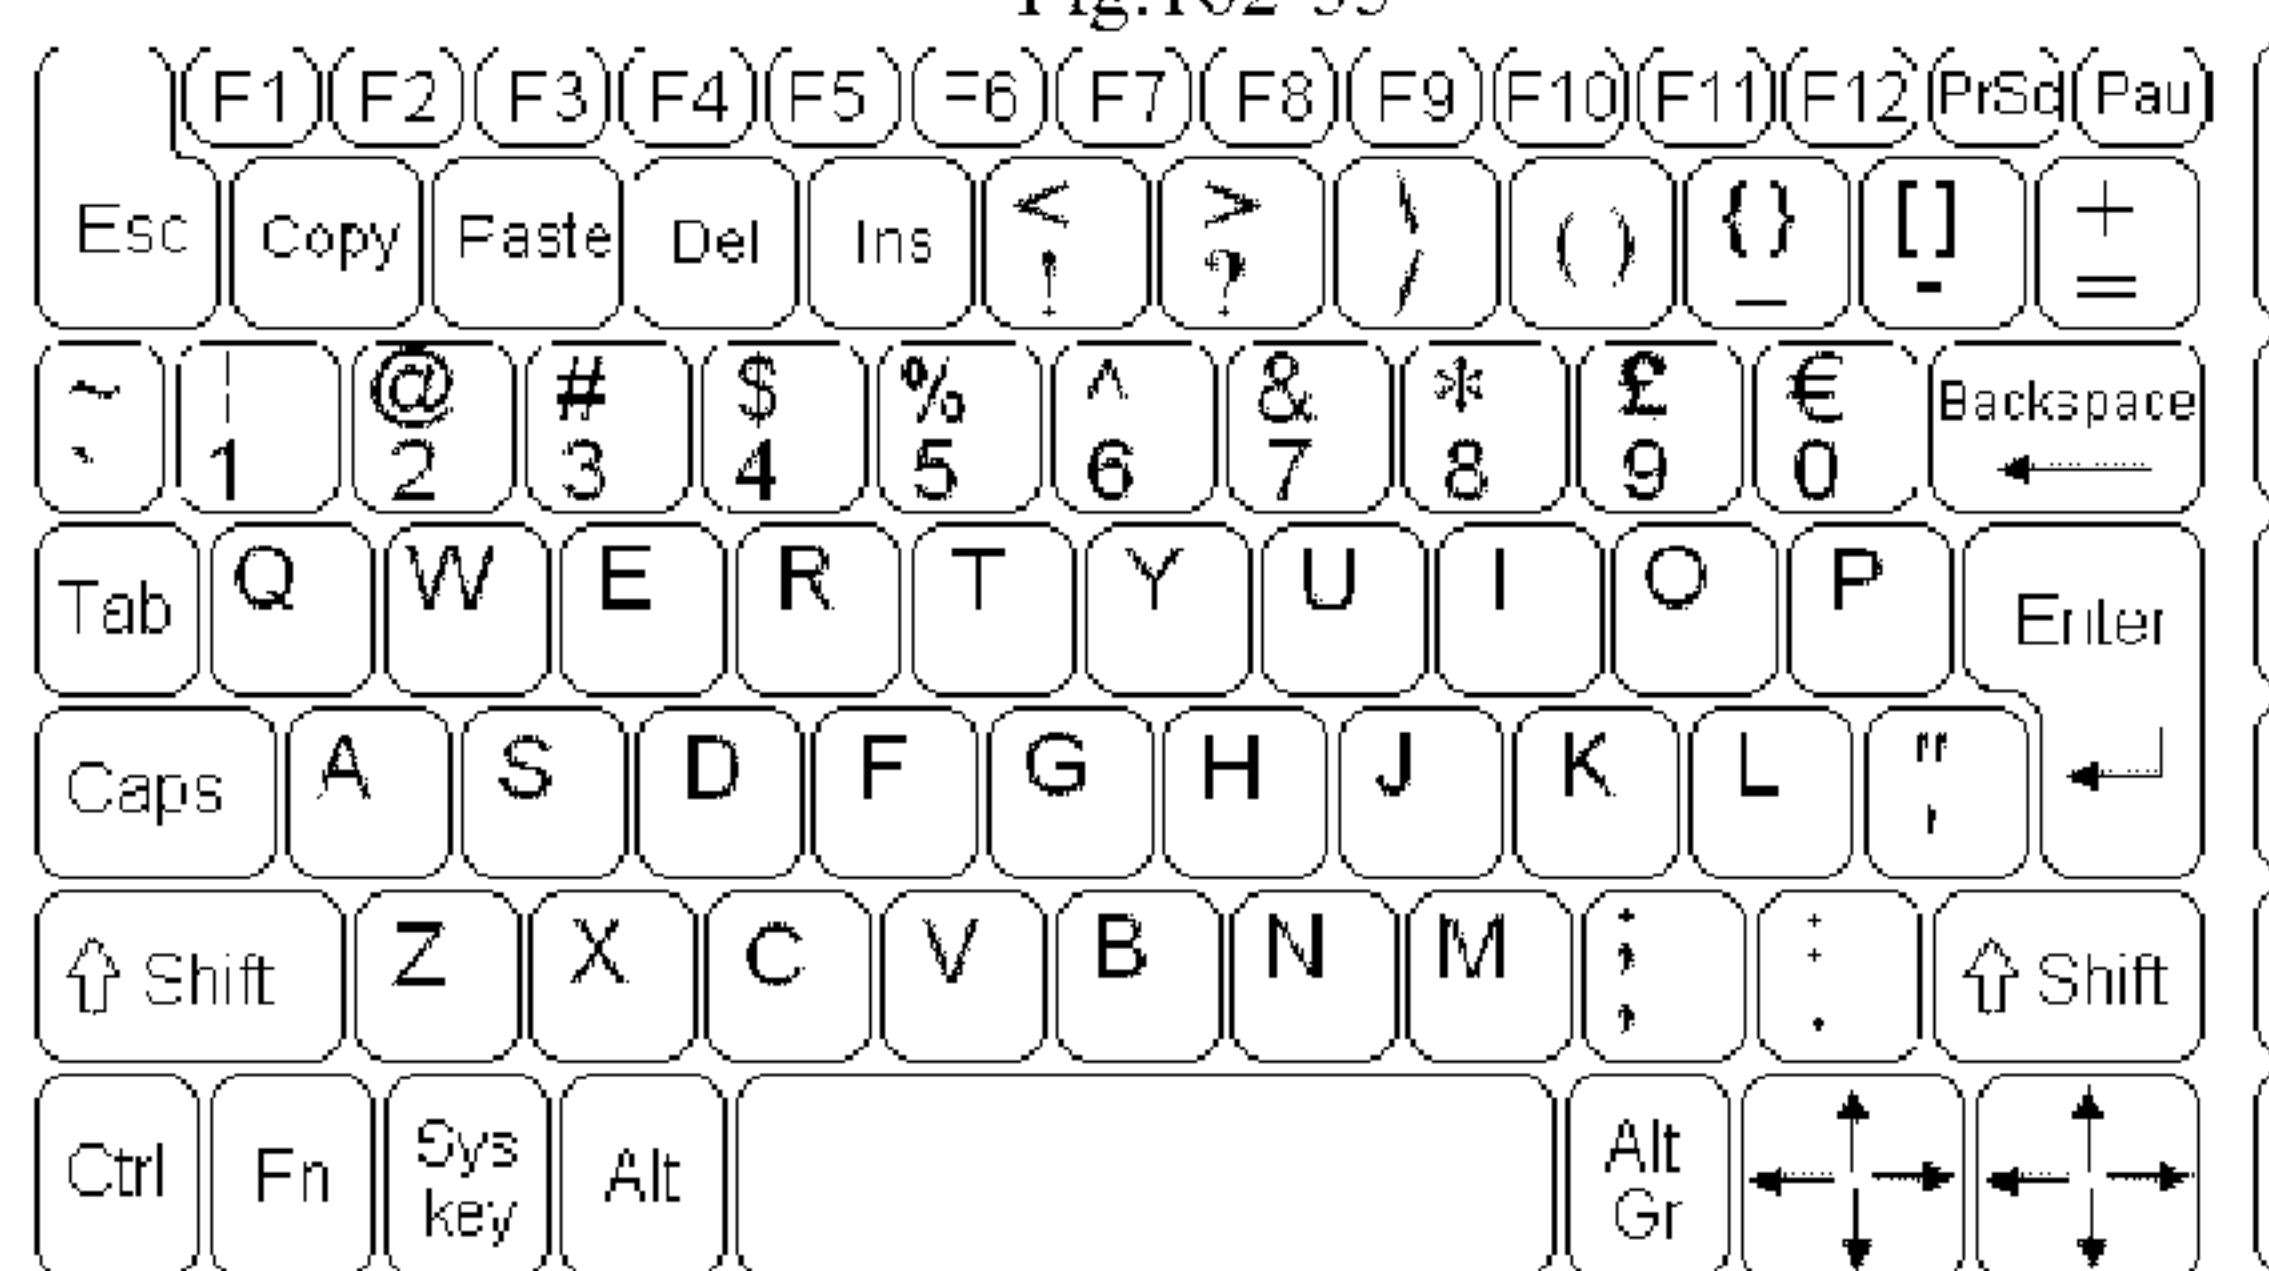 F1 F2 F3 F4 F5 F6 F7 F8 F9 F10 F11 F12 PrSc Pau
Esc Copy Paste Del Ins < ! > ? \ / ( ) { } _ [ ] - + =
~ ` | 1 @ 2 # 3 $ 4 % 5 ^ 6 & 7 * 8 £ 9 € 0 Backspace
Tab Q W E R T Y U I O P Enter
Caps A S D F G H J K L " '
Shift Z X C V B N M ; , : . Shift
Ctrl Fn Sys key Alt Alt Gr